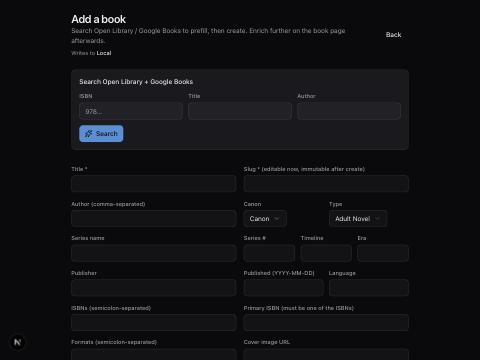 Add a book
Search Open Library / Google Books to prefill, then create. Enrich further on the book page
afterwards.
Back
Writes to Local
Search Open Library + Google Books
ISBN Title Author
978...
Search
Title * Slug * (editable now, immutable after create)
Author (comma-separated) Canon Type
Canon Adult Novel
Series name Series # Timeline Era
Publisher Published (YYYY-MM-DD) Language
ISBNs (semicolon-separated) Primary ISBN (must be one of the ISBNs)
Formats (semicolon-separated) Cover image URL
N